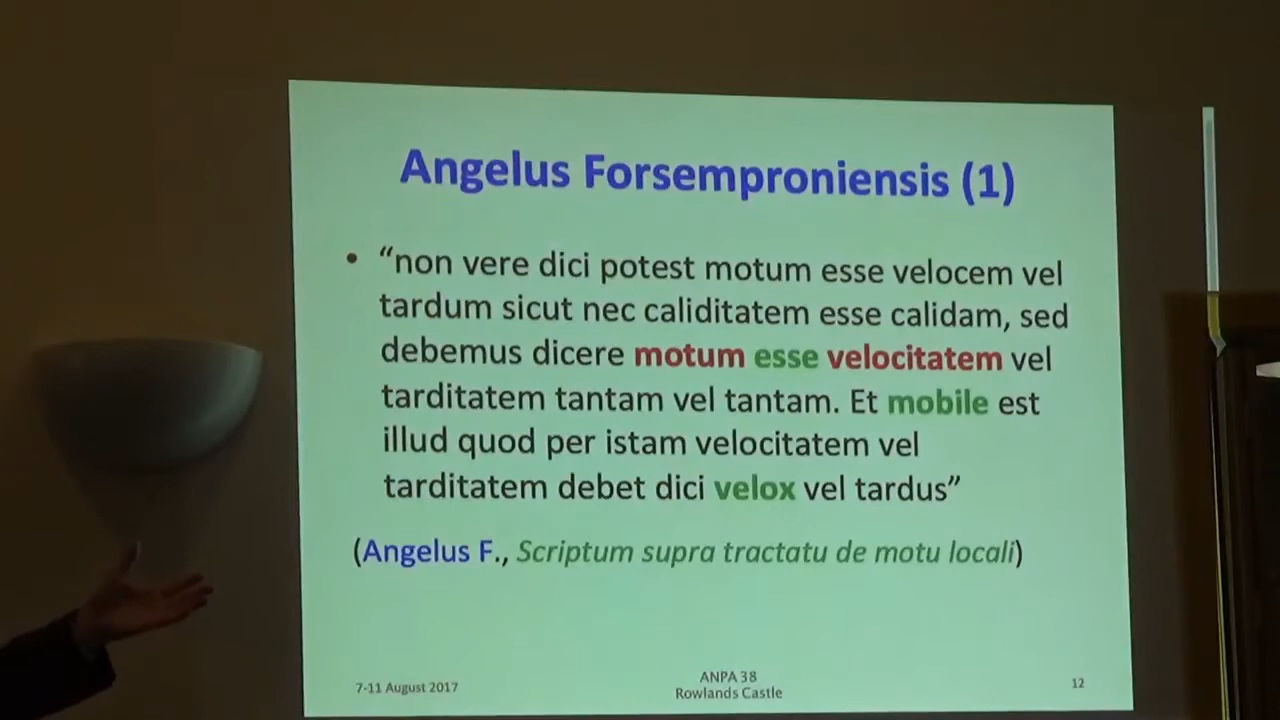 Angelus Forsemproniensis (1)
• “non vere dici potest motum esse velocem vel
tardum sicut nec caliditatem esse calidam, sed
debemus dicere motum esse velocitatem vel
tarditatem tantam vel tantam. Et mobile est
illud quod per istam velocitatem vel
tarditatem debet dici velox vel tardus”
(Angelus F., Scriptum supra tractatu de motu locali)
7-11 August 2017
ANPA 38
Rowlands Castle
12